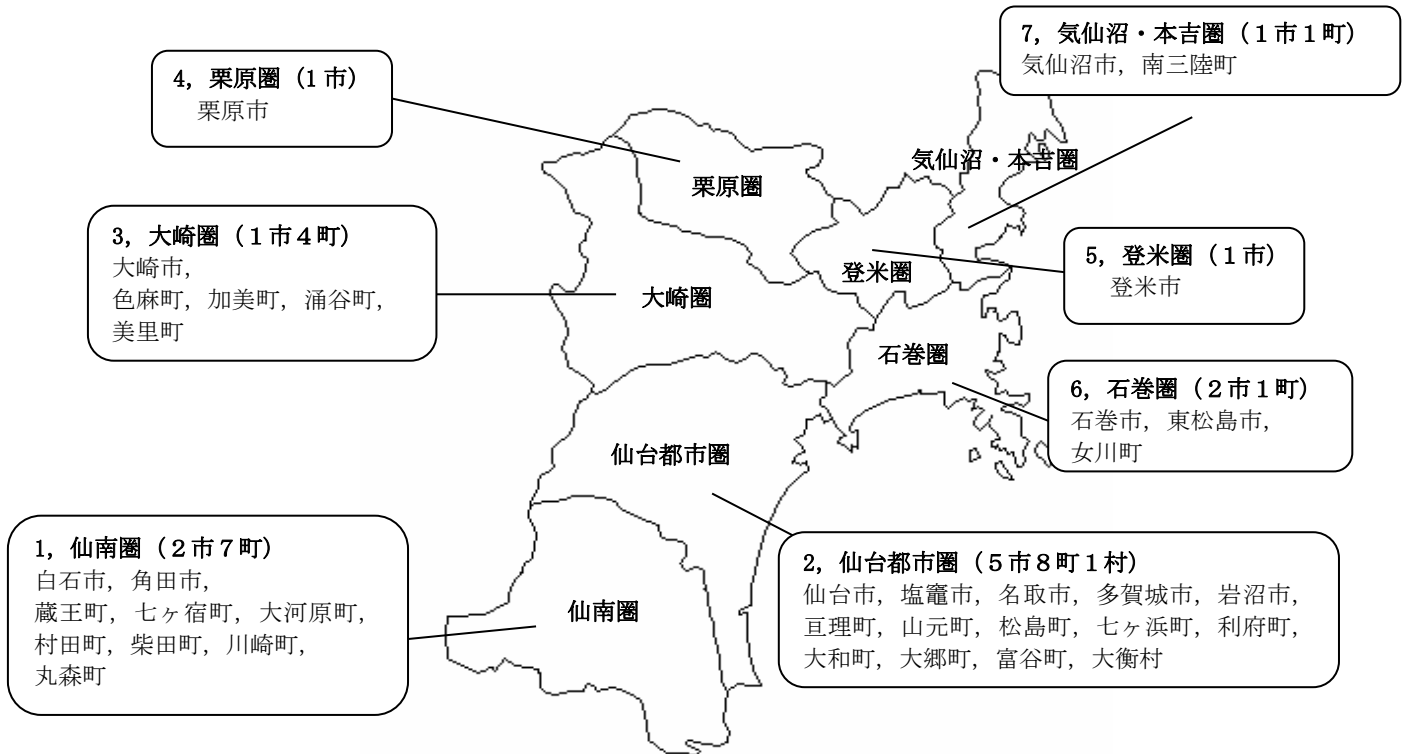 7, 気仙沼・本吉圏（１市１町）
気仙沼市, 南三陸町
4, 栗原圏（1 市）
栗原市
気仙沼・本吉圏
栗原圏
3, 大崎圏（１市４町）
大崎市,
色麻町, 加美町, 涌谷町,
美里町
5, 登米圏（１市）
登米市
登米圏
大崎圏
石巻圏
6, 石巻圏（２市１町）
石巻市, 東松島市,
女川町
仙台都市圏
1, 仙南圏（２市７町）
白石市, 角田市,
蔵王町, 七ヶ宿町, 大河原町,
村田町, 柴田町, 川崎町,
丸森町
仙南圏
2, 仙台都市圏（５市８町１村）
仙台市, 塩竈市, 名取市, 多賀城市, 岩沼市,
亘理町, 山元町, 松島町, 七ヶ浜町, 利府町,
大和町, 大郷町, 富谷町, 大衡村